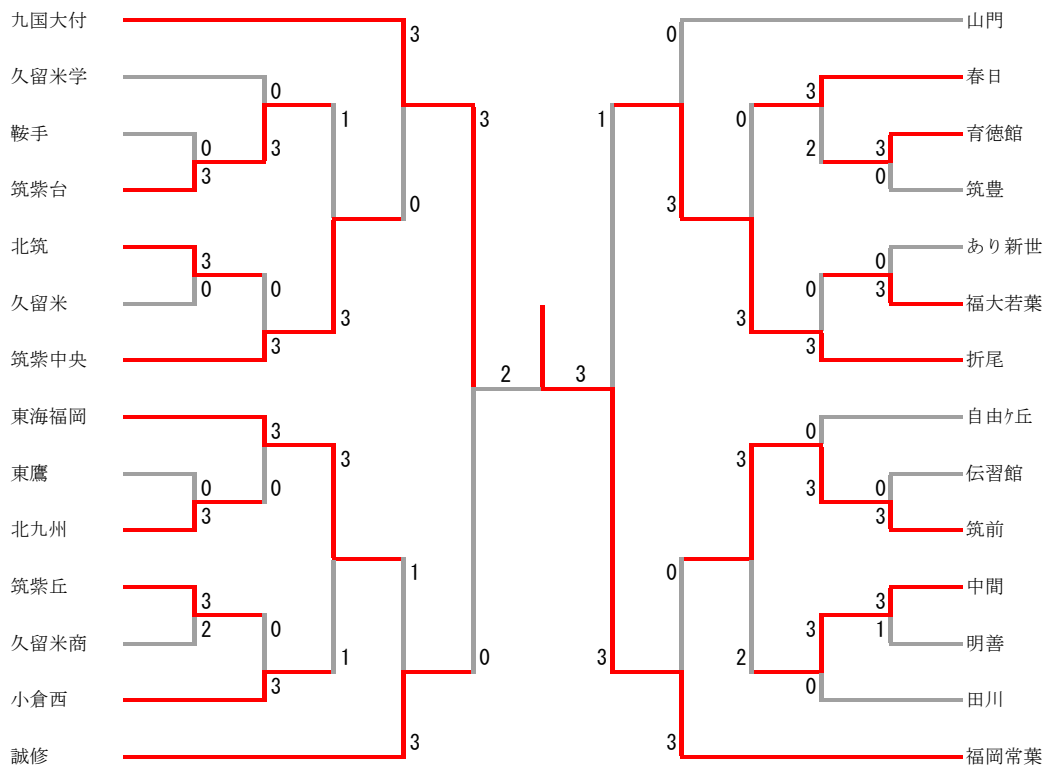 九国大付 3 0 山門
久留米学 0 3 春日
1 3 1 0
鞍手 0 3 2 3 育徳館
筑紫台 3 0 筑豊
0 3
北筑 3 0 あり新世
久留米 0 0 0 3 福大若葉
3 3
筑紫中央 3 3 折尾
2 3
東海福岡 3 0 自由ヶ丘
3 3
東鷹 0 0 3 0 伝習館
北九州 3 3 筑前
1 0
筑紫丘 3 3 中間
久留米商 2 0 3 1 明善
1 0 3 2
小倉西 3 0 田川
誠修 3 3 福岡常葉